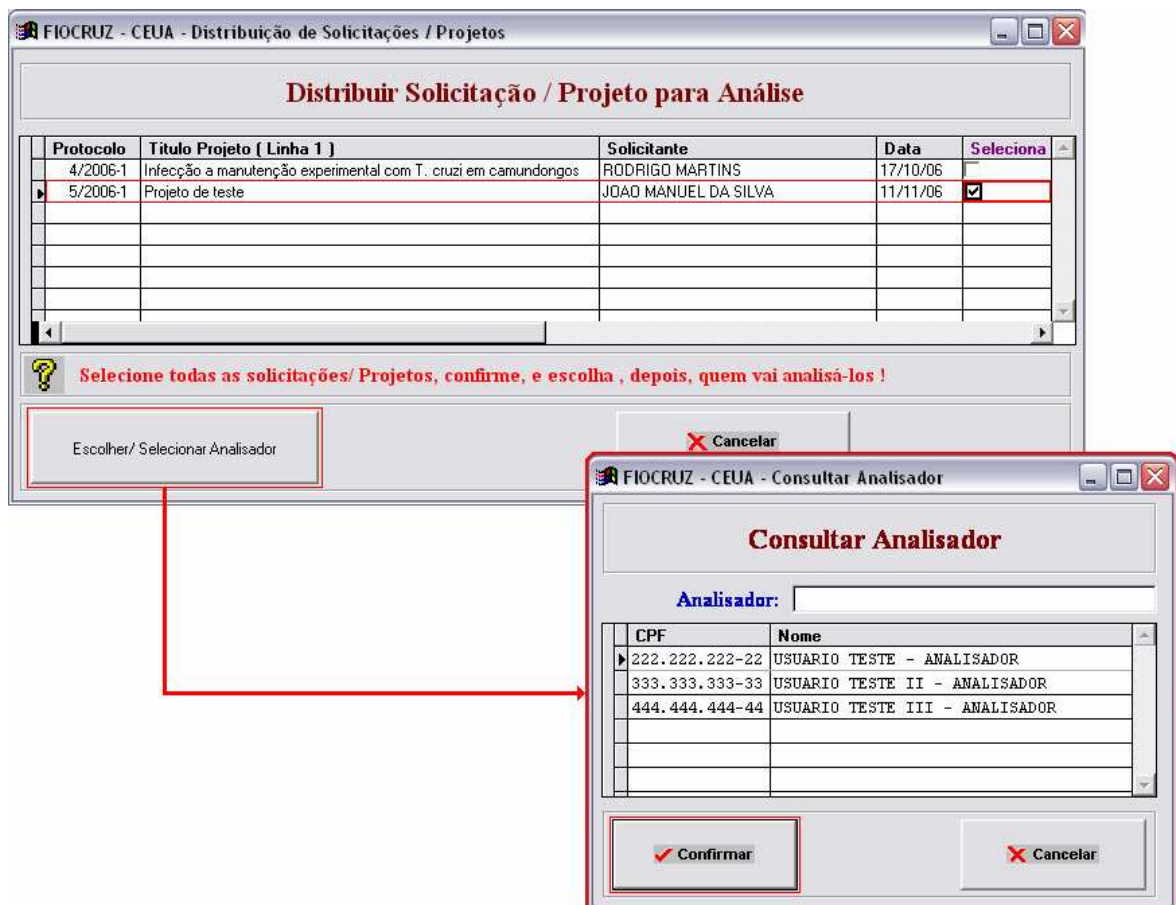 FIOCRUZ - CEUA - Distribuição de Solicitações / Projetos
Distribuir Solicitação / Projeto para Análise
Protocolo Titulo Projeto ( Linha 1 ) Solicitante Data Seleciona
4/2006-1 Infecção a manutenção experimental com T. cruzi em camundongos RODRIGO MARTINS 17/10/06
5/2006-1 Projeto de teste JOAO MANUEL DA SILVA 11/11/06
? Selecione todas as solicitações/ Projetos, confirme, e escolha , depois, quem vai analisá-los !
Escolher/ Selecionar Analisador
Cancelar
FIOCRUZ - CEUA - Consultar Analisador
Consultar Analisador
Analisador:
CPF Nome
222.222.222-22 USUARIO TESTE - ANALISADOR
333.333.333-33 USUARIO TESTE II - ANALISADOR
444.444.444-44 USUARIO TESTE III - ANALISADOR
Confirmar Cancelar